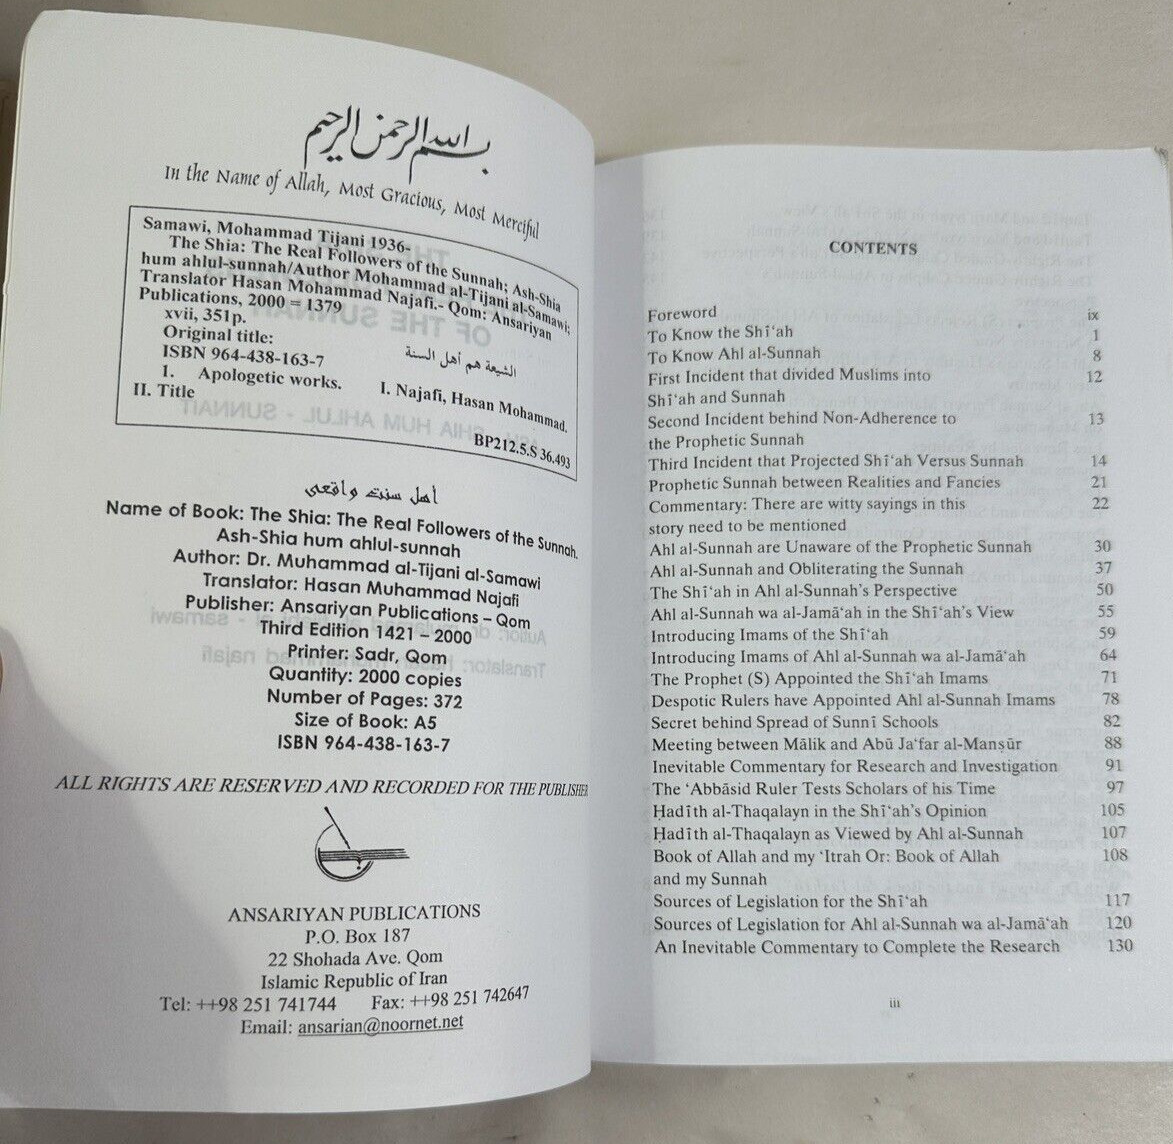 بسم الله الرحمن الرحيم
In the Name of Allah, Most Gracious, Most Merciful
Samawi, Mohammad Tijani 1936-
The Shia: The Real Followers of the Sunnah; Ash-Shia
hum ahlul-sunnah/Author Mohammad al-Tijani al-Samawi;
Translator Hasan Mohammad Najafi.- Qom: Ansariyan
Publications, 2000 = 1379
xvii, 351p.
Original title:
الشيعة هم أهل السنة
ISBN 964-438-163-7
1. Apologetic works. I. Najafi, Hasan Mohammad.
II. Title
BP212.5.S 36.493
أهل سنت واقعى
Name of Book: The Shia: The Real Followers of the Sunnah.
Ash-Shia hum ahlul-sunnah
Author: Dr. Muhammad al-Tijani al-Samawi
Translator: Hasan Muhammad Najafi
Publisher: Ansariyan Publications – Qom
Third Edition 1421 – 2000
Printer: Sadr, Qom
Quantity: 2000 copies
Number of Pages: 372
Size of Book: A5
ISBN 964-438-163-7
ALL RIGHTS ARE RESERVED AND RECORDED FOR THE PUBLISHER
ANSARIYAN PUBLICATIONS
P.O. Box 187
22 Shohada Ave. Qom
Islamic Republic of Iran
Tel: ++98 251 741744 Fax: ++98 251 742647
Email: ansarian@noornet.net
CONTENTS
Foreword ix
To Know the Shī‘ah 1
To Know Ahl al-Sunnah 8
First Incident that divided Muslims into 12
Shī‘ah and Sunnah
Second Incident behind Non-Adherence to 13
the Prophetic Sunnah
Third Incident that Projected Shī‘ah Versus Sunnah 14
Prophetic Sunnah between Realities and Fancies 21
Commentary: There are witty sayings in this 22
story need to be mentioned
Ahl al-Sunnah are Unaware of the Prophetic Sunnah 30
Ahl al-Sunnah and Obliterating the Sunnah 37
The Shī‘ah in Ahl al-Sunnah's Perspective 50
Ahl al-Sunnah wa al-Jamā‘ah in the Shī‘ah's View 55
Introducing Imams of the Shī‘ah 59
Introducing Imams of Ahl al-Sunnah wa al-Jamā‘ah 64
The Prophet (S) Appointed the Shī‘ah Imams 71
Despotic Rulers have Appointed Ahl al-Sunnah Imams 78
Secret behind Spread of Sunnī Schools 82
Meeting between Mālik and Abū Ja‘far al-Manṣūr 88
Inevitable Commentary for Research and Investigation 91
The ‘Abbāsid Ruler Tests Scholars of his Time 97
Ḥadīth al-Thaqalayn in the Shī‘ah's Opinion 105
Ḥadīth al-Thaqalayn as Viewed by Ahl al-Sunnah 107
Book of Allah and my ‘Itrah Or: Book of Allah 108
and my Sunnah
Sources of Legislation for the Shī‘ah 117
Sources of Legislation for Ahl al-Sunnah wa al-Jamā‘ah 120
An Inevitable Commentary to Complete the Research 130
iii